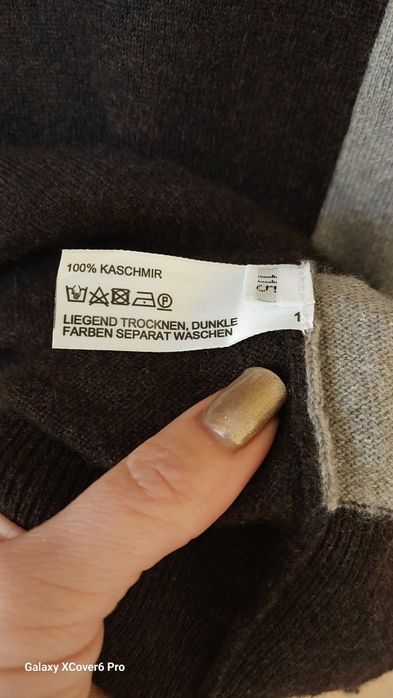 100% KASCHMIR
LIEGEND TROCKNEN, DUNKLE
FARBEN SEPARAT WASCHEN
1
Galaxy XCover6 Pro